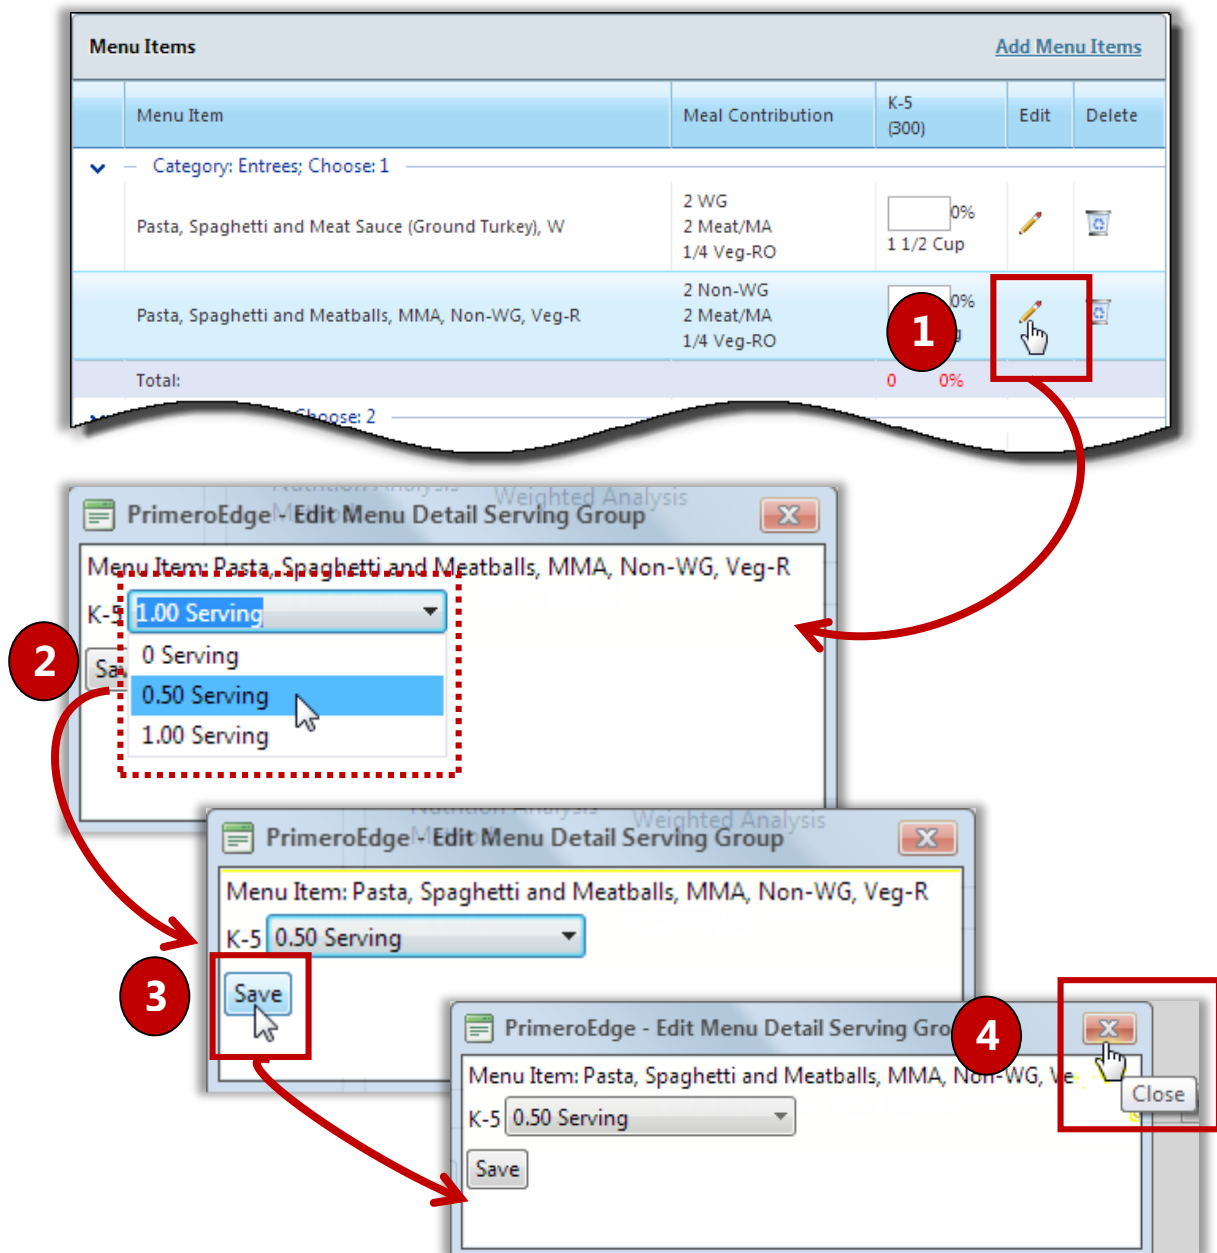 Menu Items
Add Menu Items
Menu Item
Meal Contribution
K-5
(300)
Edit
Delete
Category: Entrees; Choose: 1
Pasta, Spaghetti and Meat Sauce (Ground Turkey), W
2 WG
2 Meat/MA
1/4 Veg-RO
0%
1 1/2 Cup
Pasta, Spaghetti and Meatballs, MMA, Non-WG, Veg-R
2 Non-WG
2 Meat/MA
1/4 Veg-RO
0%
1
Total:
0 0%
Choose: 2
Nutrition Analysis
Weighted Analysis
PrimeroEdge - Edit Menu Detail Serving Group
Menu Item: Pasta, Spaghetti and Meatballs, MMA, Non-WG, Veg-R
K-5 1.00 Serving
2
Sav
0 Serving
0.50 Serving
1.00 Serving
Nutrition Analysis
Weighted Analysis
PrimeroEdge - Edit Menu Detail Serving Group
Menu Item: Pasta, Spaghetti and Meatballs, MMA, Non-WG, Veg-R
K-5 0.50 Serving
3
Save
PrimeroEdge - Edit Menu Detail Serving Gro
4
Menu Item: Pasta, Spaghetti and Meatballs, MMA, Non-WG, Ve
Close
K-5 0.50 Serving
Save